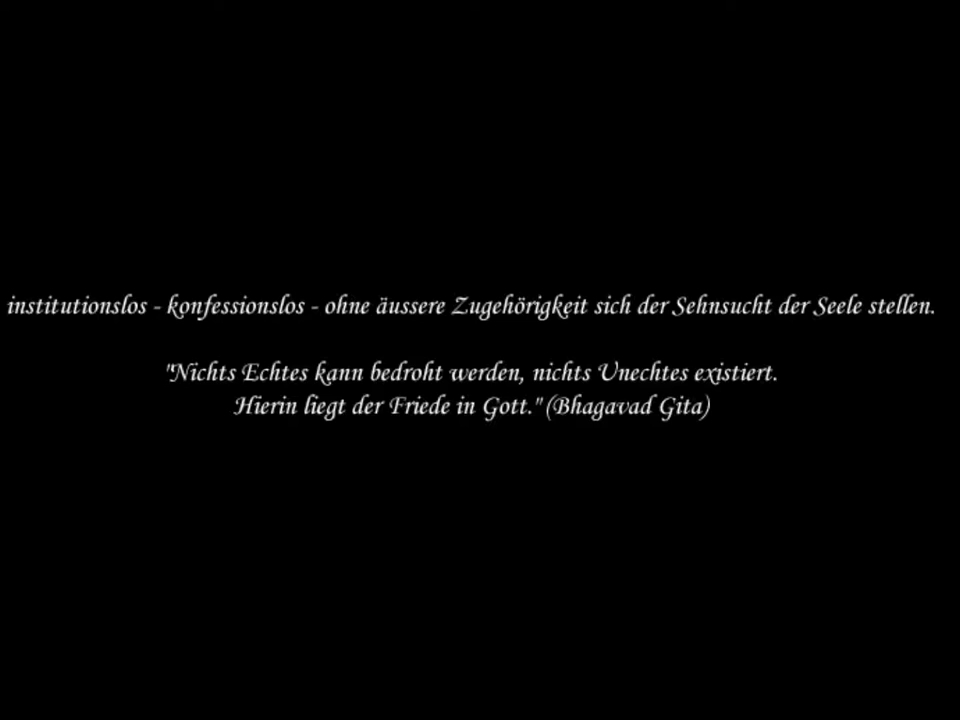 institutionslos - konfessionslos - ohne äussere Zugehörigkeit sich der Sehnsucht der Seele stellen.
"Nichts Echtes kann bedroht werden, nichts Unechtes existiert.
Hierin liegt der Friede in Gott." (Bhagavad Gita)